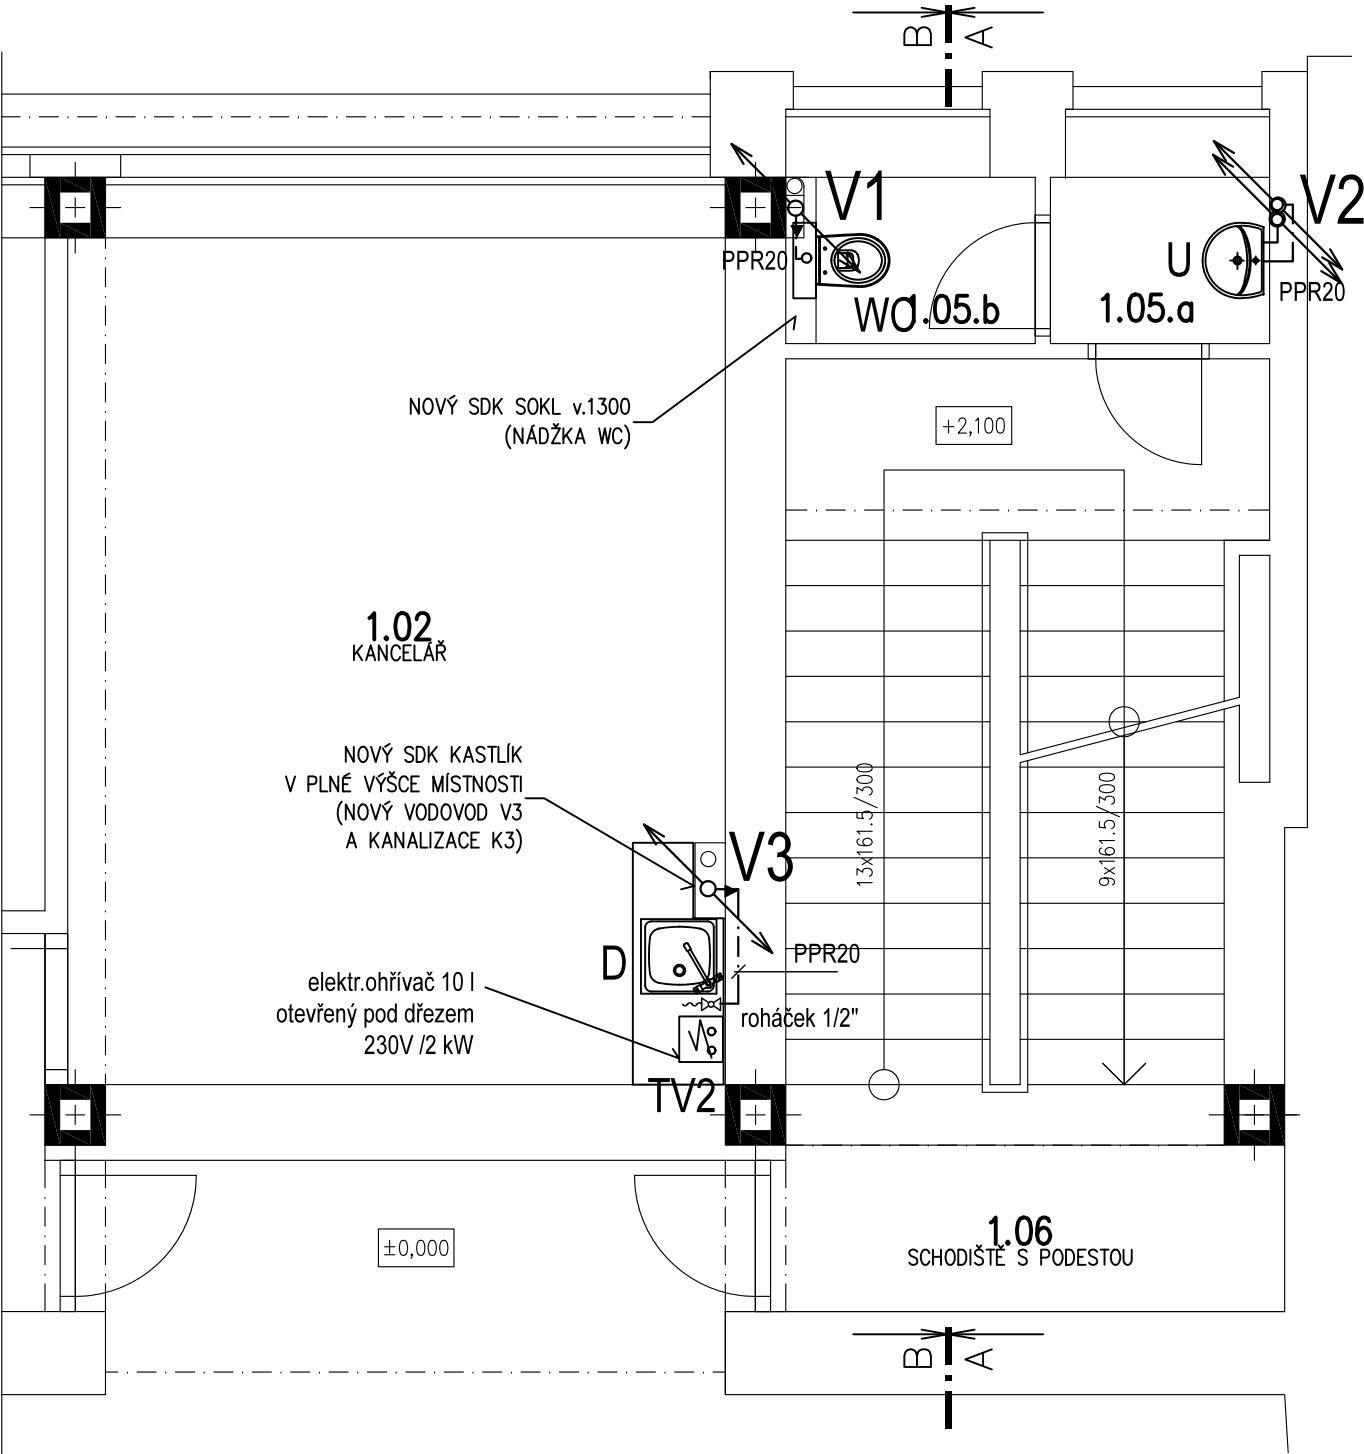 B
A
V1
V2
PPR20
U
PPR20
WC
1.05.b
1.05.a
NOVÝ SDK SOKL v.1300
(NÁDŽKA WC)
+2,100
1.02
KANCELÁŘ
NOVÝ SDK KASTLÍK
V PLNÉ VÝŠCE MÍSTNOSTI
(NOVÝ VODOVOD V3
A KANALIZACE K3)
13x161.5/300
9x161.5/300
V3
D
PPR20
elektr.ohřívač 10 l
otevřený pod dřezem
230V /2 kW
roháček 1/2"
TV2
±0,000
1.06
SCHODIŠTĚ S PODESTOU
B
A